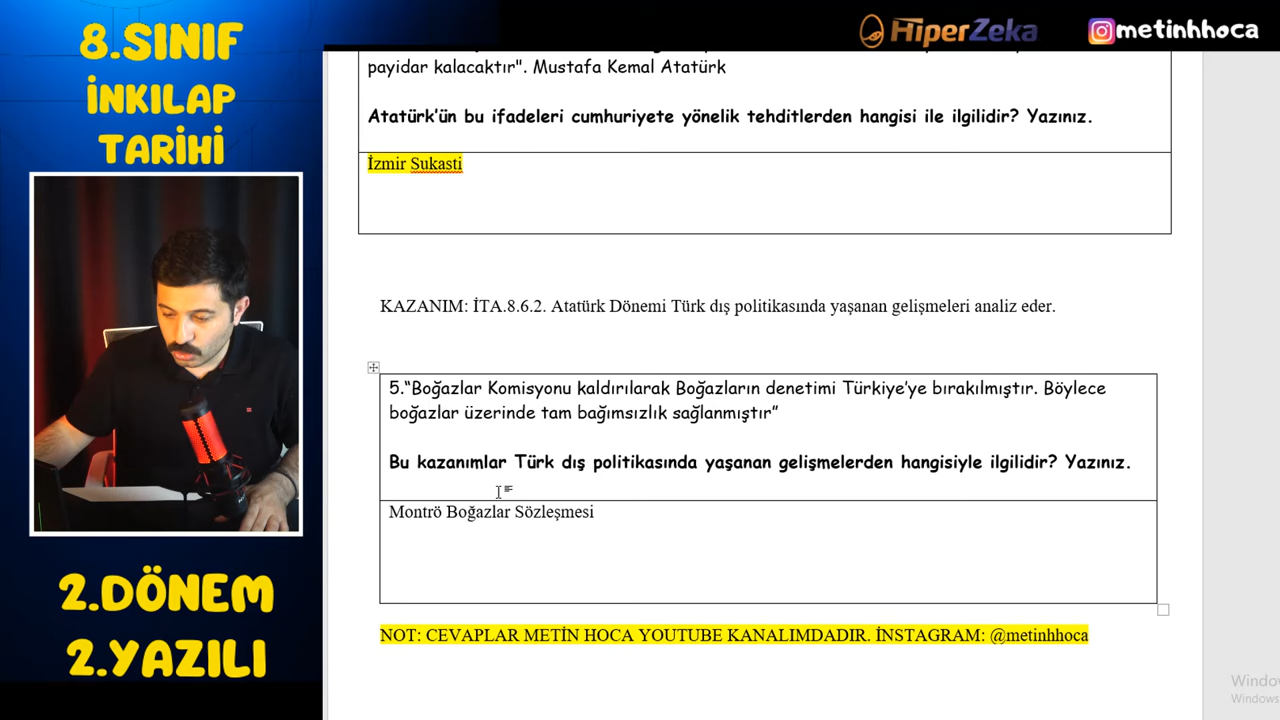 8.SINIF
İNKILAP
TARİHİ
2.DÖNEM
2.YAZILI
HiperZeka
metinhhoca
payidar kalacaktır". Mustafa Kemal Atatürk
Atatürk'ün bu ifadeleri cumhuriyete yönelik tehditlerden hangisi ile ilgilidir? Yazınız.
İzmir Sukasti
KAZANIM: İTA.8.6.2. Atatürk Dönemi Türk dış politikasında yaşanan gelişmeleri analiz eder.
5."Boğazlar Komisyonu kaldırılarak Boğazların denetimi Türkiye'ye bırakılmıştır. Böylece
boğazlar üzerinde tam bağımsızlık sağlanmıştır"
Bu kazanımlar Türk dış politikasında yaşanan gelişmelerden hangisiyle ilgilidir? Yazınız.
Montrö Boğazlar Sözleşmesi
NOT: CEVAPLAR METİN HOCA YOUTUBE KANALIMDADIR. İNSTAGRAM: @metinhhoca